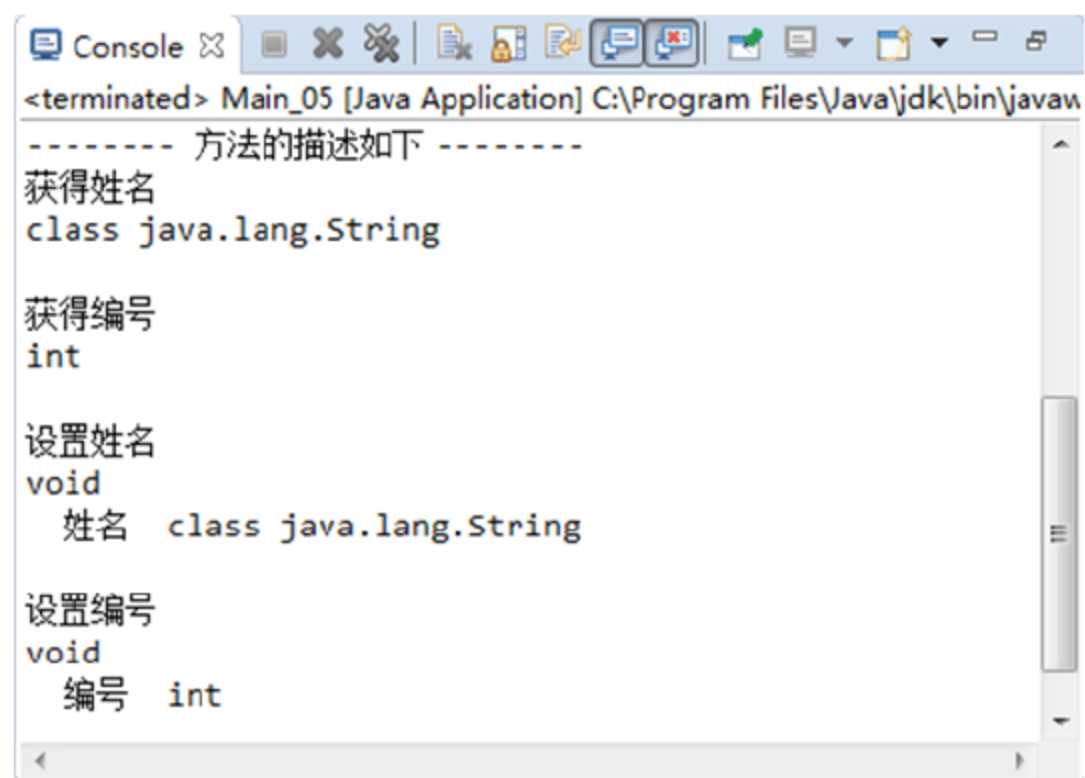 Console
<terminated> Main_05 [Java Application] C:\Program Files\Java\jdk\bin\javaw
-------- 方法的描述如下 --------
获得姓名
class java.lang.String
获得编号
int
设置姓名
void
姓名 class java.lang.String
设置编号
void
编号 int